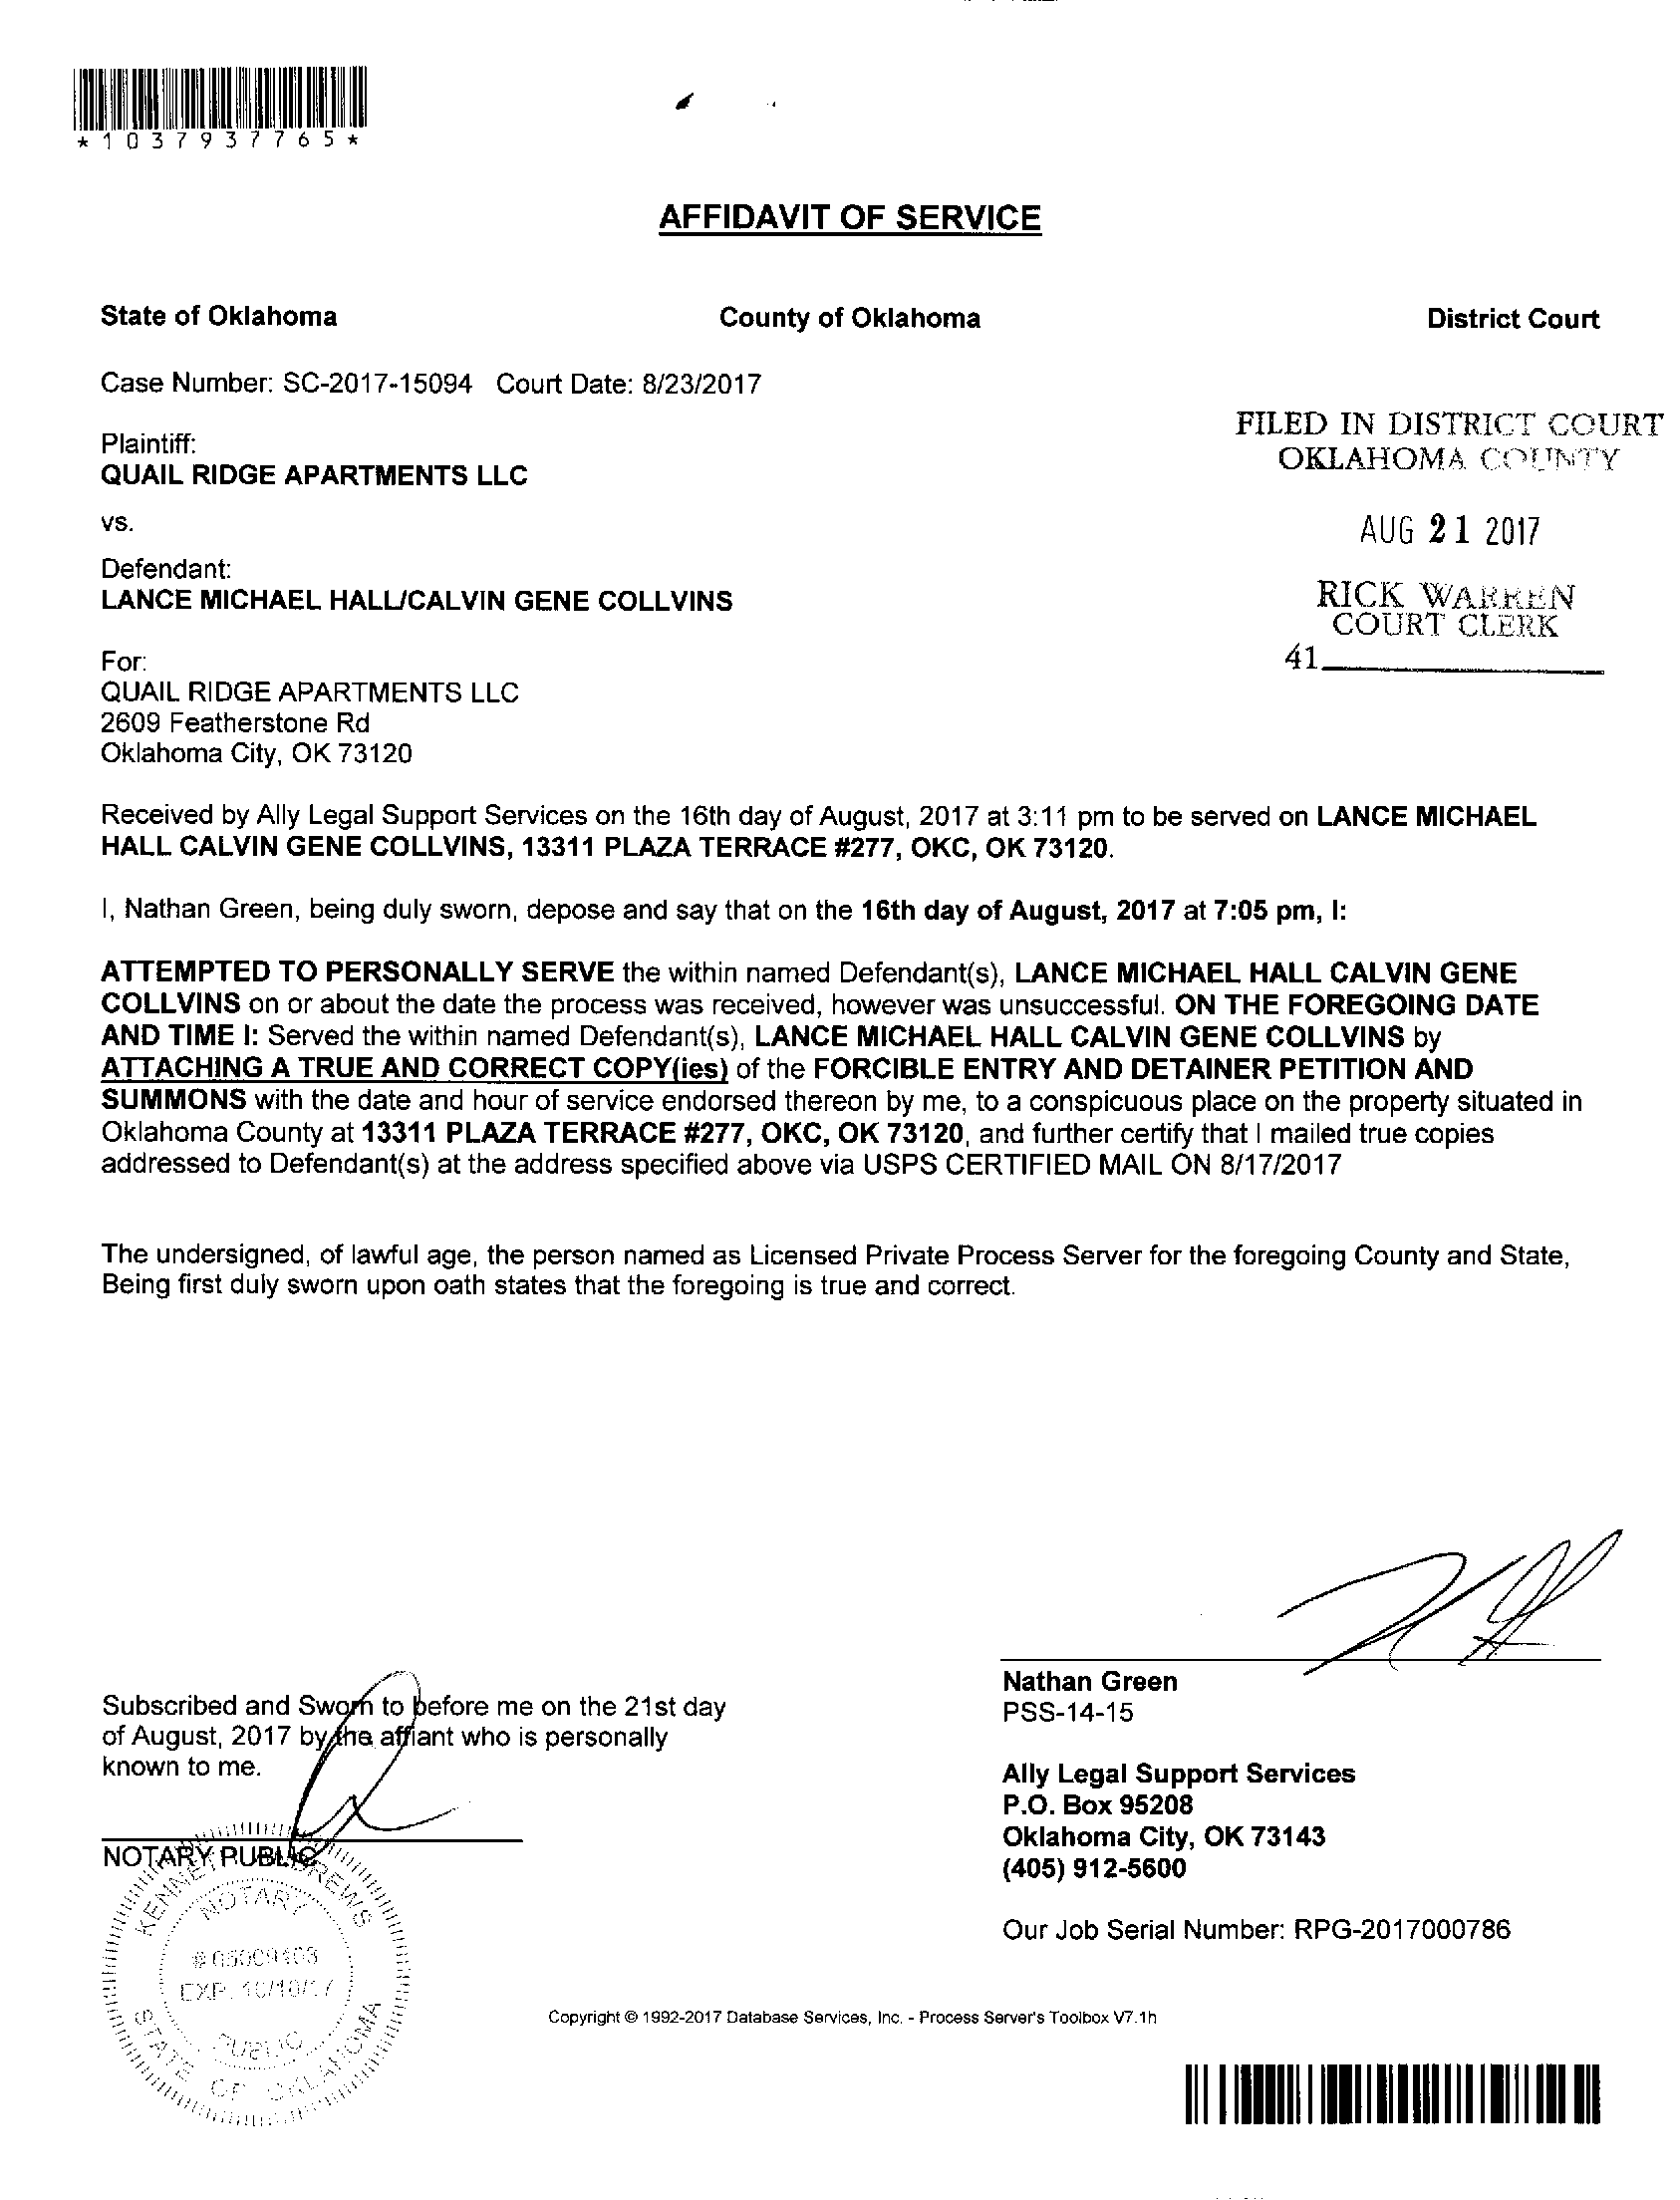 *1037937765*
AFFIDAVIT OF SERVICE
State of Oklahoma County of Oklahoma District Court
Case Number: SC-2017-15094 Court Date: 8/23/2017
Plaintiff:
QUAIL RIDGE APARTMENTS LLC
vs.
Defendant:
LANCE MICHAEL HALL/CALVIN GENE COLLVINS
FILED IN DISTRICT COURT
OKLAHOMA COUNTY
AUG 21 2017
RICK WARREN
COURT CLERK
41
For:
QUAIL RIDGE APARTMENTS LLC
2609 Featherstone Rd
Oklahoma City, OK 73120
Received by Ally Legal Support Services on the 16th day of August, 2017 at 3:11 pm to be served on LANCE MICHAEL
HALL CALVIN GENE COLLVINS, 13311 PLAZA TERRACE #277, OKC, OK 73120.
I, Nathan Green, being duly sworn, depose and say that on the 16th day of August, 2017 at 7:05 pm, I:
ATTEMPTED TO PERSONALLY SERVE the within named Defendant(s), LANCE MICHAEL HALL CALVIN GENE
COLLVINS on or about the date the process was received, however was unsuccessful. ON THE FOREGOING DATE
AND TIME I: Served the within named Defendant(s), LANCE MICHAEL HALL CALVIN GENE COLLVINS by
ATTACHING A TRUE AND CORRECT COPY(ies) of the FORCIBLE ENTRY AND DETAINER PETITION AND
SUMMONS with the date and hour of service endorsed thereon by me, to a conspicuous place on the property situated in
Oklahoma County at 13311 PLAZA TERRACE #277, OKC, OK 73120, and further certify that I mailed true copies
addressed to Defendant(s) at the address specified above via USPS CERTIFIED MAIL ON 8/17/2017
The undersigned, of lawful age, the person named as Licensed Private Process Server for the foregoing County and State,
Being first duly sworn upon oath states that the foregoing is true and correct.
Subscribed and Sworn to before me on the 21st day
of August, 2017 by the affiant who is personally
known to me.
NOTARY PUBLIC
NOTARY
PUBLIC
STATE OF OKLAHOMA
Nathan Green
PSS-14-15
Ally Legal Support Services
P.O. Box 95208
Oklahoma City, OK 73143
(405) 912-5600
Our Job Serial Number: RPG-2017000786
Copyright © 1992-2017 Database Services, Inc. - Process Server's Toolbox V7.1h